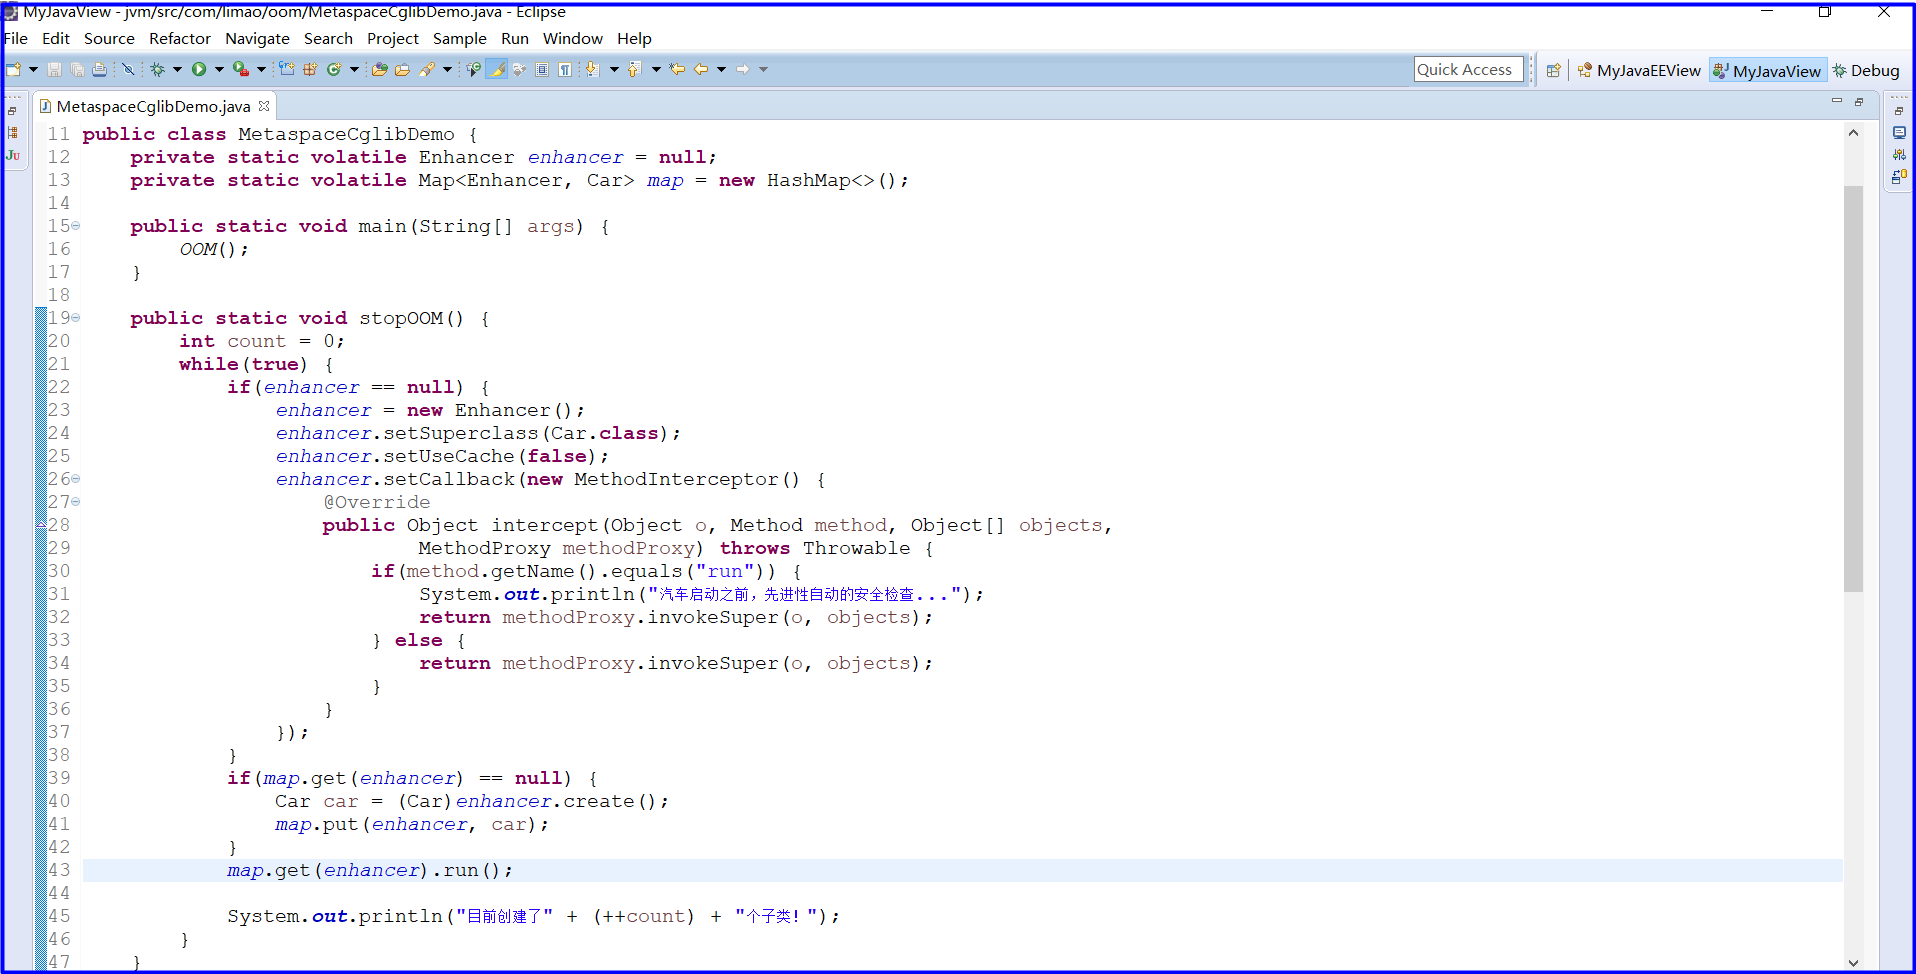 MyJavaView - jvm/src/com/limao/oom/MetaspaceCglibDemo.java - Eclipse
File Edit Source Refactor Navigate Search Project Sample Run Window Help
Quick Access MyJavaEEView MyJavaView Debug
MetaspaceCglibDemo.java
11 public class MetaspaceCglibDemo {
12 private static volatile Enhancer enhancer = null;
13 private static volatile Map<Enhancer, Car> map = new HashMap<>();
14
15 public static void main(String[] args) {
16 OOM();
17 }
18
19 public static void stopOOM() {
20 int count = 0;
21 while(true) {
22 if(enhancer == null) {
23 enhancer = new Enhancer();
24 enhancer.setSuperclass(Car.class);
25 enhancer.setUseCache(false);
26 enhancer.setCallback(new MethodInterceptor() {
27 @Override
28 public Object intercept(Object o, Method method, Object[] objects,
29 MethodProxy methodProxy) throws Throwable {
30 if(method.getName().equals("run")) {
31 System.out.println("汽车启动之前，先进性自动的安全检查...");
32 return methodProxy.invokeSuper(o, objects);
33 } else {
34 return methodProxy.invokeSuper(o, objects);
35 }
36 }
37 });
38 }
39 if(map.get(enhancer) == null) {
40 Car car = (Car)enhancer.create();
41 map.put(enhancer, car);
42 }
43 map.get(enhancer).run();
44
45 System.out.println("目前创建了" + (++count) + "个子类！");
46 }
47 }